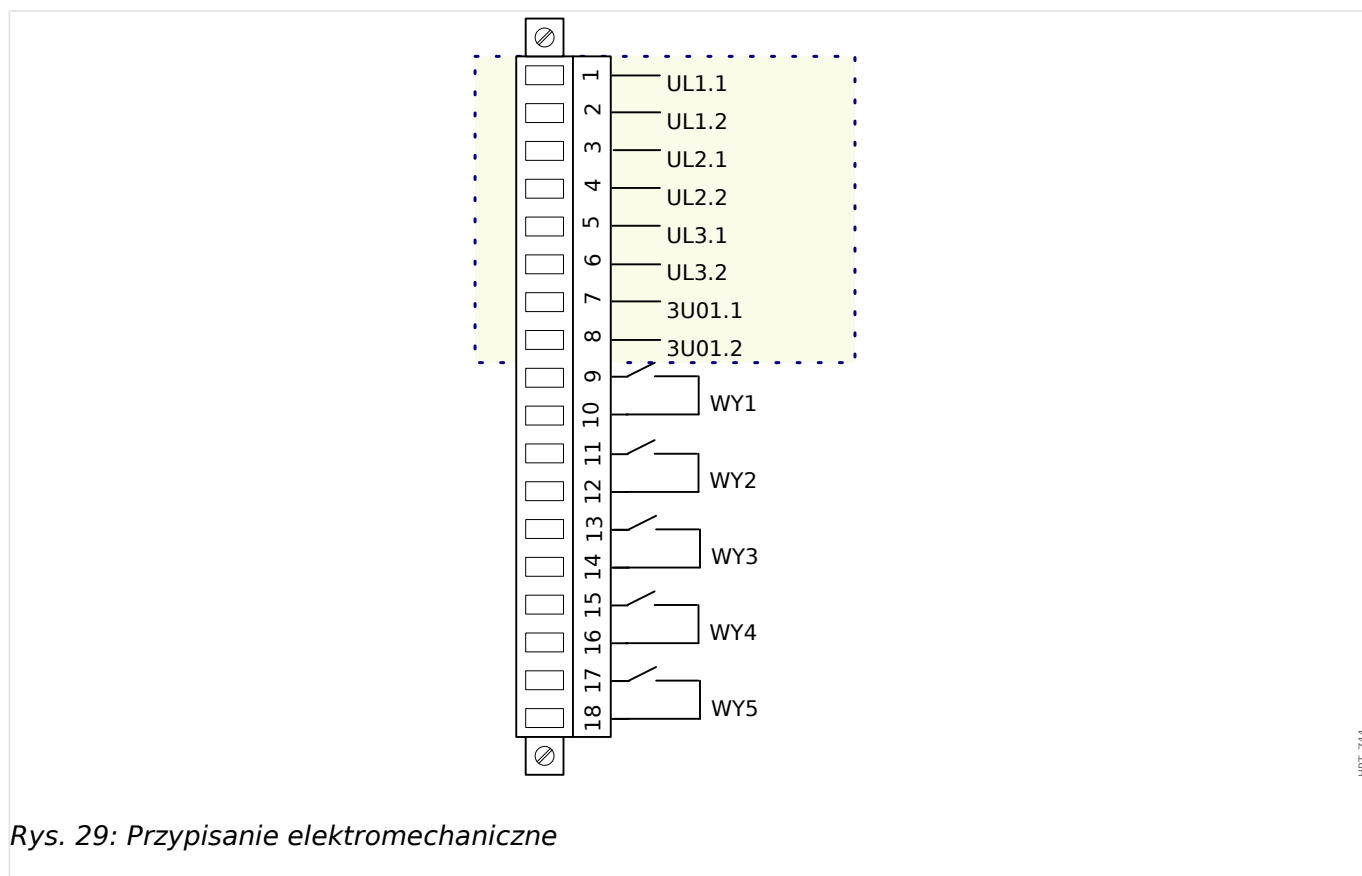 1 UL1.1
2 UL1.2
3 UL2.1
4 UL2.2
5 UL3.1
6 UL3.2
7 3U01.1
8 3U01.2
9
WY1
10
11
WY2
12
13
WY3
14
15
WY4
16
17
WY5
18
Rys. 29: Przypisanie elektromechaniczne